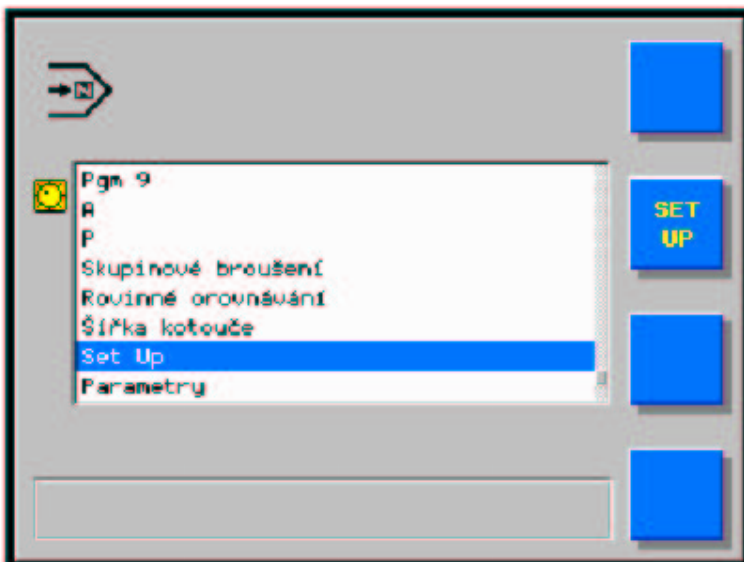 N
Pgm 9
A
P
Skupinové broušení
Rovinné orovnávání
Šířka kotouče
Set Up
Parametry
SET
UP